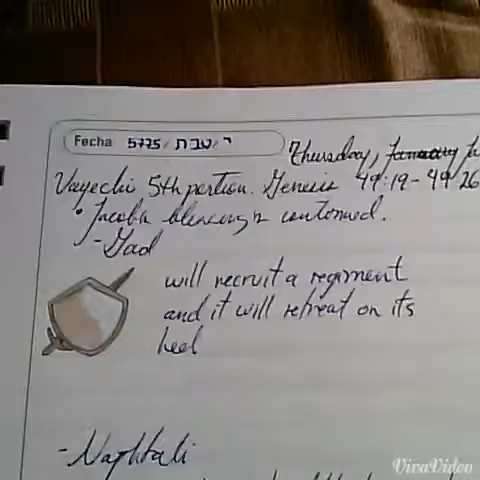 Fecha 5775/ טבת /י Thursday, January Ja
Vayechi 5th portion. Genesis 49:19-49:26
• Jacob's blessings continued.
- Gad
will recruit a regiment
and it will retreat on its
heel
- Naphtali
VivaVideo